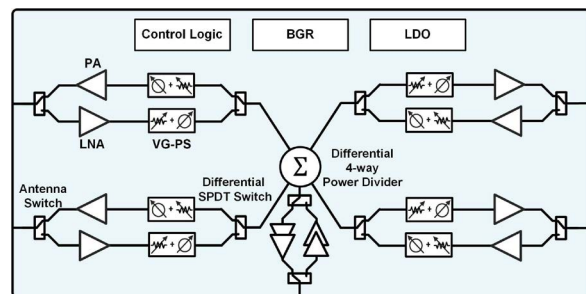 Control Logic
BGR
LDO
PA
LNA
VG-PS
Σ
Differential
4-way
Power Divider
Antenna
Switch
Differential
SPDT Switch